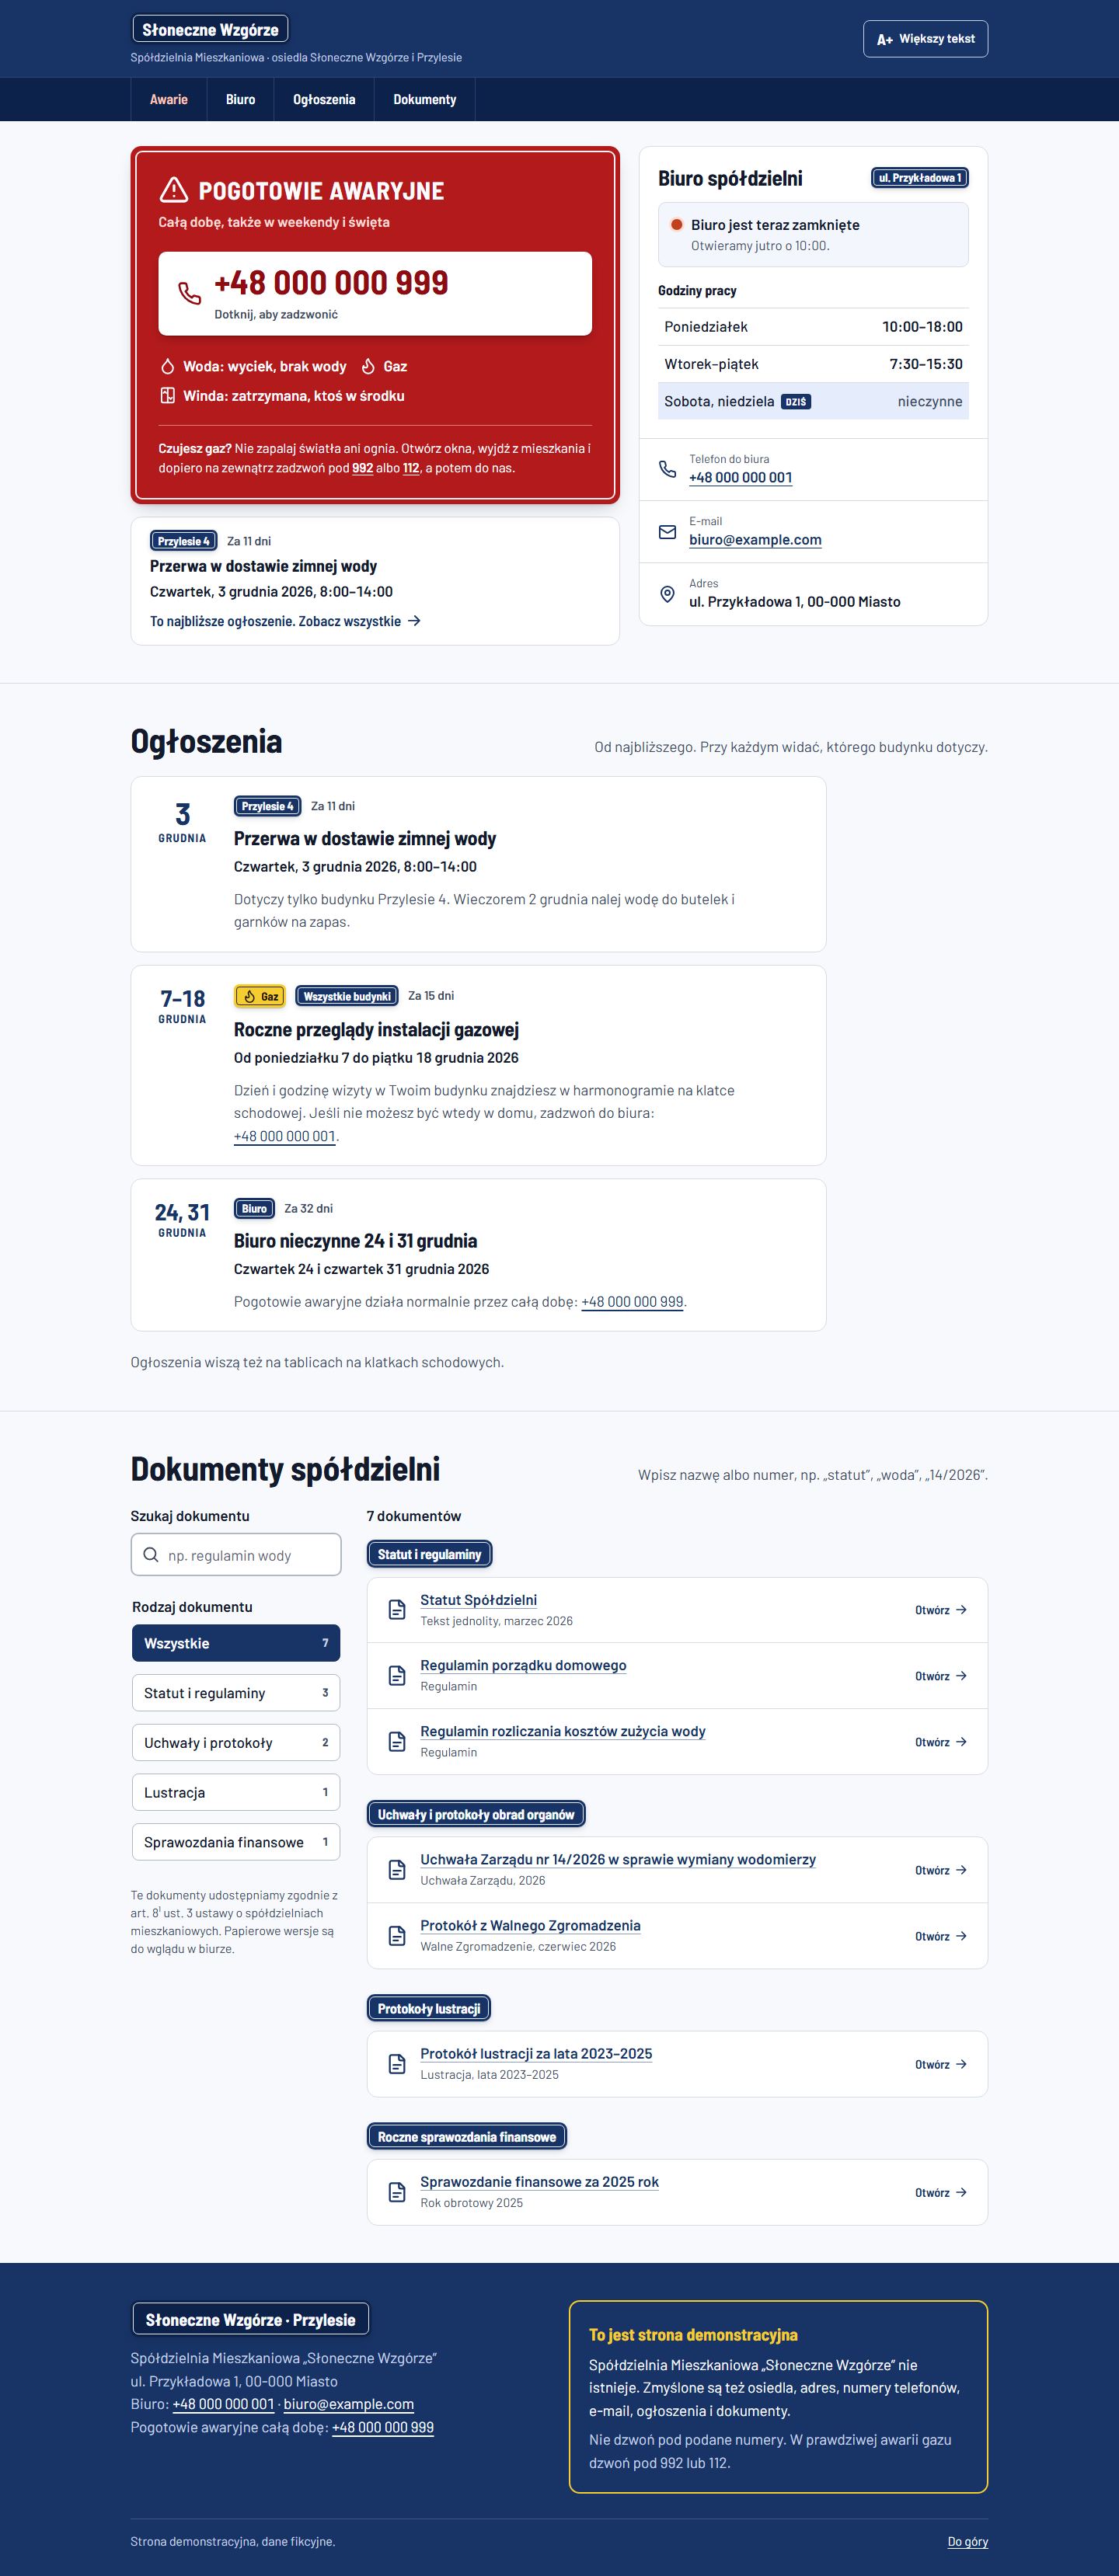 Słoneczne Wzgórze
Spółdzielnia Mieszkaniowa · osiedla Słoneczne Wzgórze i Przylesie
A+ Większy tekst
Awarie
Biuro
Ogłoszenia
Dokumenty
POGOTOWIE AWARYJNE
Całą dobę, także w weekendy i święta
+48 000 000 999
Dotknij, aby zadzwonić
Woda: wyciek, brak wody
Gaz
Winda: zatrzymana, ktoś w środku
Czujesz gaz? Nie zapalaj światła ani ognia. Otwórz okna, wyjdź z mieszkania i
dopiero na zewnątrz zadzwoń pod 992 albo 112, a potem do nas.
Przylesie 4
Za 11 dni
Przerwa w dostawie zimnej wody
Czwartek, 3 grudnia 2026, 8:00–14:00
To najbliższe ogłoszenie. Zobacz wszystkie →
Biuro spółdzielni
ul. Przykładowa 1
Biuro jest teraz zamknięte
Otwieramy jutro o 10:00.
Godziny pracy
Poniedziałek 10:00–18:00
Wtorek–piątek 7:30–15:30
Sobota, niedziela DZIŚ nieczynne
Telefon do biura
+48 000 000 001
E-mail
biuro@example.com
Adres
ul. Przykładowa 1, 00-000 Miasto
Ogłoszenia
Od najbliższego. Przy każdym widać, którego budynku dotyczy.
3
GRUDNIA
Przylesie 4
Za 11 dni
Przerwa w dostawie zimnej wody
Czwartek, 3 grudnia 2026, 8:00–14:00
Dotyczy tylko budynku Przylesie 4. Wieczorem 2 grudnia nalej wodę do butelek i
garnków na zapas.
7–18
GRUDNIA
Gaz
Wszystkie budynki
Za 15 dni
Roczne przeglądy instalacji gazowej
Od poniedziałku 7 do piątku 18 grudnia 2026
Dzień i godzinę wizyty w Twoim budynku znajdziesz w harmonogramie na klatce
schodowej. Jeśli nie możesz być wtedy w domu, zadzwoń do biura:
+48 000 000 001.
24, 31
GRUDNIA
Biuro
Za 32 dni
Biuro nieczynne 24 i 31 grudnia
Czwartek 24 i czwartek 31 grudnia 2026
Pogotowie awaryjne działa normalnie przez całą dobę: +48 000 000 999.
Ogłoszenia wiszą też na tablicach na klatkach schodowych.
Dokumenty spółdzielni
Wpisz nazwę albo numer, np. „statut”, „woda”, „14/2026”.
Szukaj dokumentu
np. regulamin wody
Rodzaj dokumentu
Wszystkie 7
Statut i regulaminy 3
Uchwały i protokoły 2
Lustracja 1
Sprawozdania finansowe 1
Te dokumenty udostępniamy zgodnie z
art. 8¹ ust. 3 ustawy o spółdzielniach
mieszkaniowych. Papierowe wersje są
do wglądu w biurze.
7 dokumentów
Statut i regulaminy
Statut Spółdzielni
Tekst jednolity, marzec 2026
Otwórz →
Regulamin porządku domowego
Regulamin
Otwórz →
Regulamin rozliczania kosztów zużycia wody
Regulamin
Otwórz →
Uchwały i protokoły obrad organów
Uchwała Zarządu nr 14/2026 w sprawie wymiany wodomierzy
Uchwała Zarządu, 2026
Otwórz →
Protokół z Walnego Zgromadzenia
Walne Zgromadzenie, czerwiec 2026
Otwórz →
Protokoły lustracji
Protokół lustracji za lata 2023–2025
Lustracja, lata 2023–2025
Otwórz →
Roczne sprawozdania finansowe
Sprawozdanie finansowe za 2025 rok
Rok obrotowy 2025
Otwórz →
Słoneczne Wzgórze · Przylesie
Spółdzielnia Mieszkaniowa „Słoneczne Wzgórze”
ul. Przykładowa 1, 00-000 Miasto
Biuro: +48 000 000 001 · biuro@example.com
Pogotowie awaryjne całą dobę: +48 000 000 999
To jest strona demonstracyjna
Spółdzielnia Mieszkaniowa „Słoneczne Wzgórze” nie
istnieje. Zmyślone są też osiedla, adres, numery telefonów,
e-mail, ogłoszenia i dokumenty.
Nie dzwoń pod podane numery. W prawdziwej awarii gazu
dzwoń pod 992 lub 112.
Strona demonstracyjna, dane fikcyjne.
Do góry